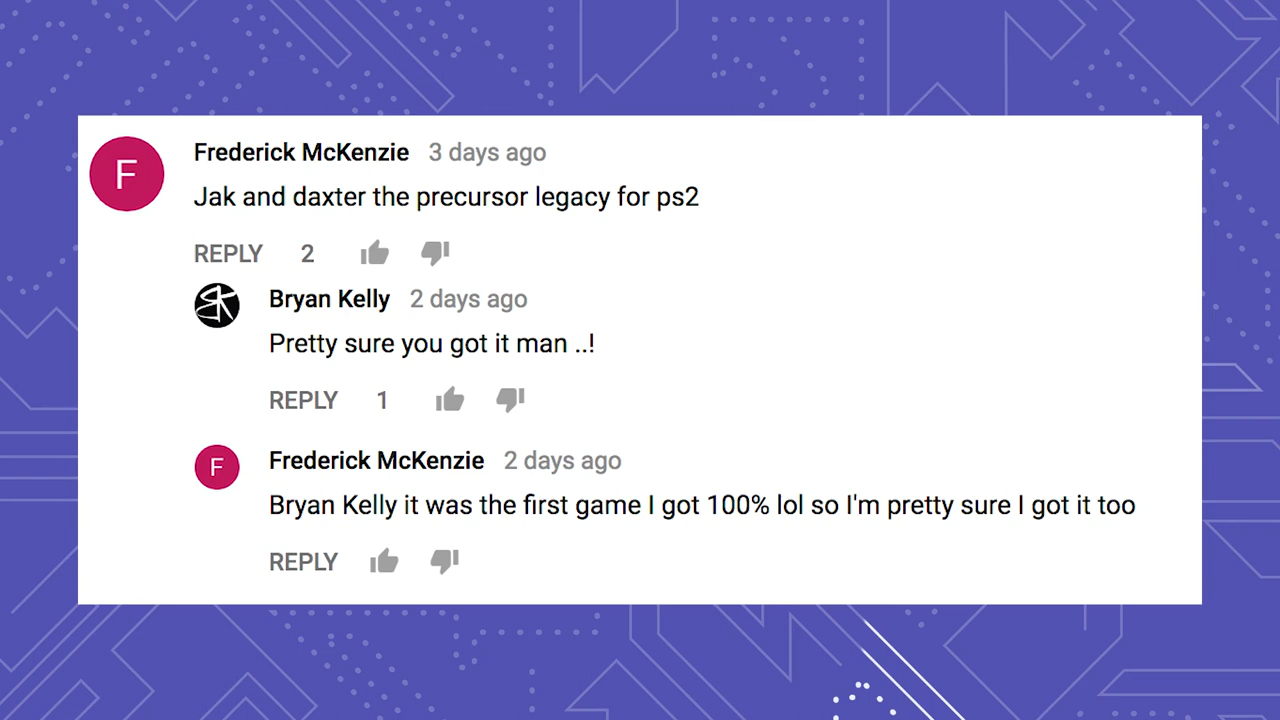 F
Frederick McKenzie 3 days ago
Jak and daxter the precursor legacy for ps2
REPLY 2
SK
Bryan Kelly 2 days ago
Pretty sure you got it man ..!
REPLY 1
F
Frederick McKenzie 2 days ago
Bryan Kelly it was the first game I got 100% lol so I'm pretty sure I got it too
REPLY